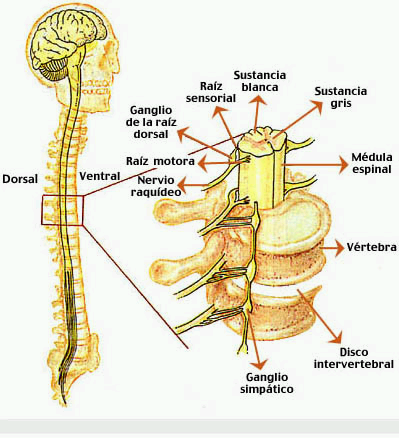 Sustancia
blanca
Raíz
sensorial
Sustancia
gris
Ganglio
de la raíz
dorsal
Raíz motora
Médula
espinal
Nervio
raquídeo
Dorsal
Ventral
Vértebra
Disco
intervertebral
Ganglio
simpático